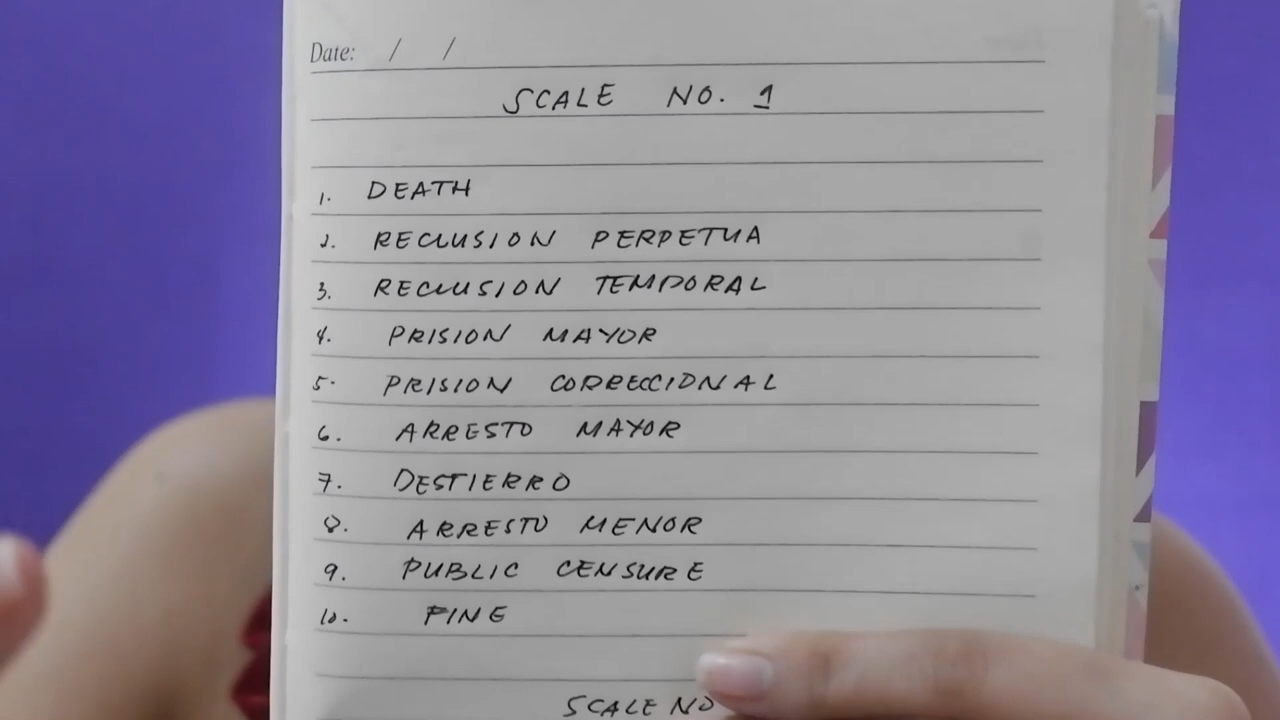 Date: / /
SCALE NO. 1
1. DEATH
2. RECLUSION PERPETUA
3. RECLUSION TEMPORAL
4. PRISION MAYOR
5. PRISION CORRECCIONAL
6. ARRESTO MAYOR
7. DESTIERRO
8. ARRESTO MENOR
9. PUBLIC CENSURE
10. FINE
SCALE NO